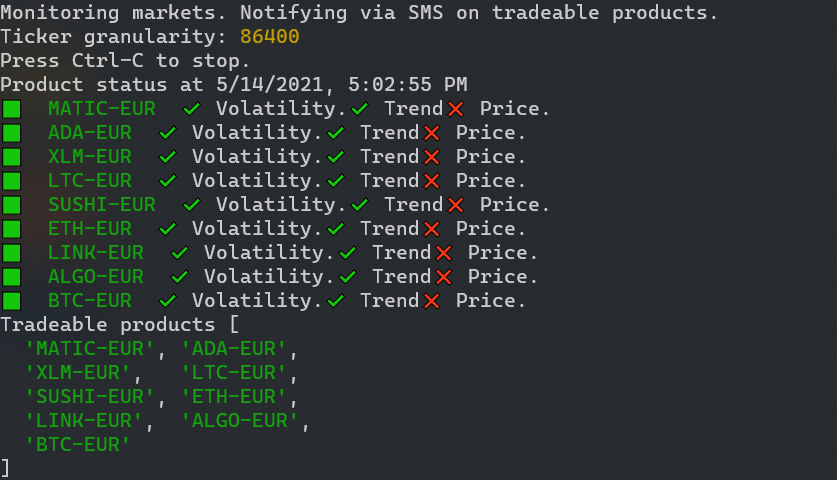 Monitoring markets. Notifying via SMS on tradeable products.
Ticker granularity: 86400
Press Ctrl-C to stop.
Product status at 5/14/2021, 5:02:55 PM
🟩  MATIC-EUR  ✓ Volatility.✓ Trend❌ Price.
🟩  ADA-EUR  ✓ Volatility.✓ Trend❌ Price.
🟩  XLM-EUR  ✓ Volatility.✓ Trend❌ Price.
🟩  LTC-EUR  ✓ Volatility.✓ Trend❌ Price.
🟩  SUSHI-EUR  ✓ Volatility.✓ Trend❌ Price.
🟩  ETH-EUR  ✓ Volatility.✓ Trend❌ Price.
🟩  LINK-EUR  ✓ Volatility.✓ Trend❌ Price.
🟩  ALGO-EUR  ✓ Volatility.✓ Trend❌ Price.
🟩  BTC-EUR  ✓ Volatility.✓ Trend❌ Price.
Tradeable products [
  'MATIC-EUR', 'ADA-EUR',
  'XLM-EUR',   'LTC-EUR',
  'SUSHI-EUR', 'ETH-EUR',
  'LINK-EUR',  'ALGO-EUR',
  'BTC-EUR'
]